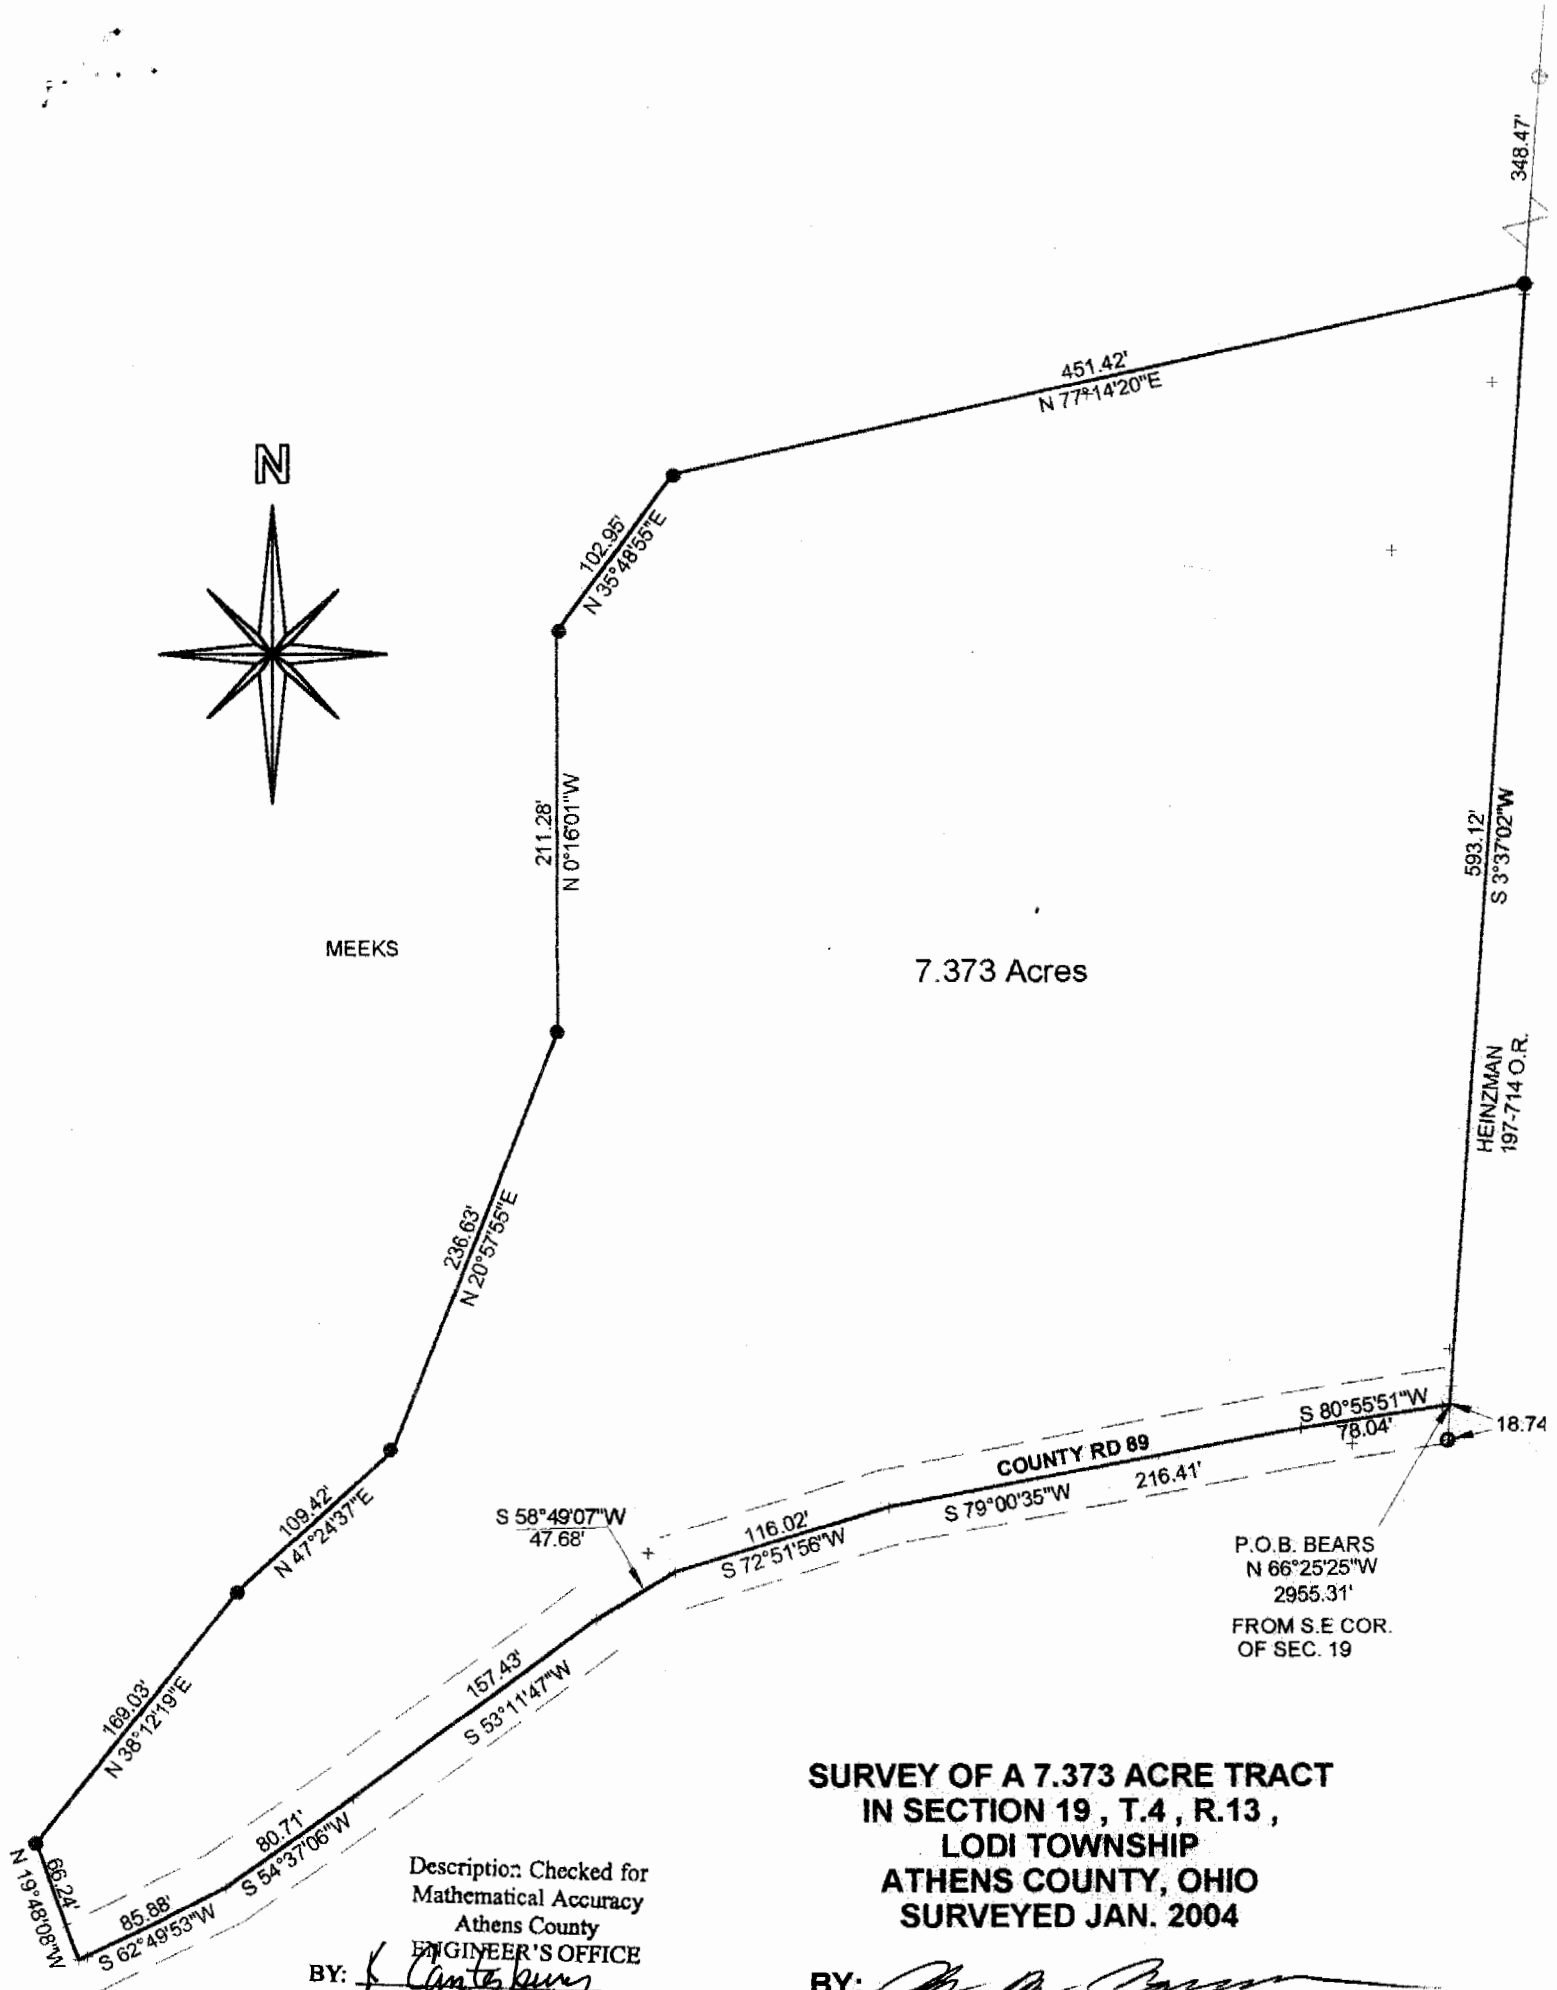 348.47'
451.42'
N 77°14'20"E
N
102.95'
N 35°48'55"E
211.28'
N 0°16'01"W
593.12'
S 3°37'02"W
MEEKS
7.373 Acres
HEINZMAN
197-714 O.R.
236.63'
N 20°57'55"E
S 80°55'51"W
78.04'
18.74
COUNTY RD 89
216.41'
S 79°00'35"W
109.42'
N 47°24'37"E
S 58°49'07"W
47.68'
116.02'
S 72°51'56"W
P.O.B. BEARS
N 66°25'25"W
2955.31'
FROM S.E COR.
OF SEC. 19
169.03'
N 38°12'19"E
157.43'
S 53°11'47"W
66.24'
N 19°48'08"W
80.71'
S 54°37'06"W
85.88'
S 62°49'53"W
SURVEY OF A 7.373 ACRE TRACT
IN SECTION 19 , T.4 , R.13 ,
LODI TOWNSHIP
ATHENS COUNTY, OHIO
SURVEYED JAN. 2004
Description Checked for
Mathematical Accuracy
Athens County
ENGINEER'S OFFICE
BY: K Canterbury
BY: